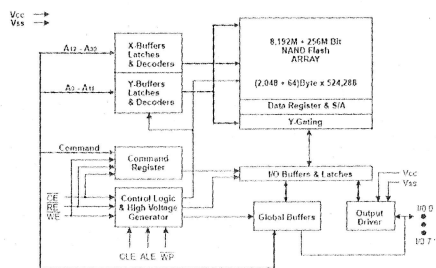 Vcc
Vss
A12 - A30
X-Buffers
Latches
& Decoders
8,192M + 256M Bit
NAND Flash
ARRAY
A0 - A11
Y-Buffers
Latches
& Decoders
(2,048 + 64)Byte x 524,288
Data Register & S/A
Y-Gating
Command
Command
Register
I/O Buffers & Latches
CE
RE
WE
Control Logic
& High Voltage
Generator
Global Buffers
Output
Driver
Vcc
Vss
I/O 0
I/O 7
CLE ALE WP